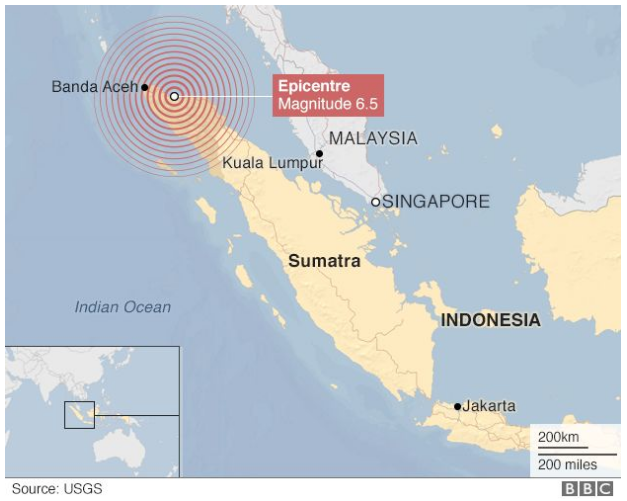 Banda Aceh
Epicentre
Magnitude 6.5
MALAYSIA
Kuala Lumpur
SINGAPORE
Sumatra
Indian Ocean
INDONESIA
Jakarta
200km
200 miles
Source: USGS
BBC